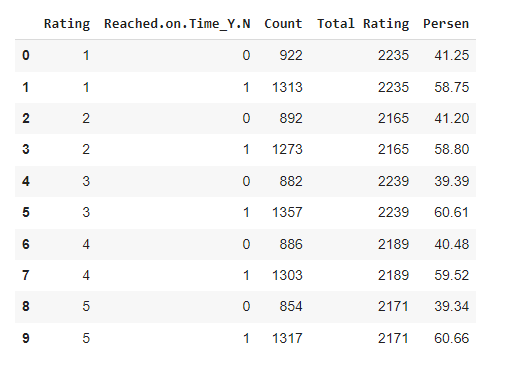 Rating Reached.on.Time_Y.N Count Total Rating Persen
0 1 0 922 2235 41.25
1 1 1 1313 2235 58.75
2 2 0 892 2165 41.20
3 2 1 1273 2165 58.80
4 3 0 882 2239 39.39
5 3 1 1357 2239 60.61
6 4 0 886 2189 40.48
7 4 1 1303 2189 59.52
8 5 0 854 2171 39.34
9 5 1 1317 2171 60.66